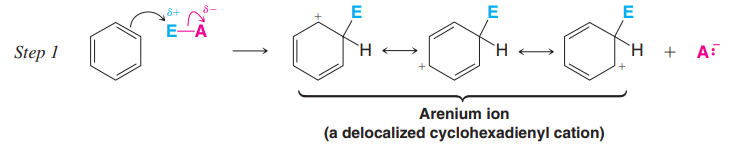 E E E
δ+ δ−
E—A
Step 1 + H ⟷ H ⟷ H + A:⁻
+ +
Arenium ion
(a delocalized cyclohexadienyl cation)